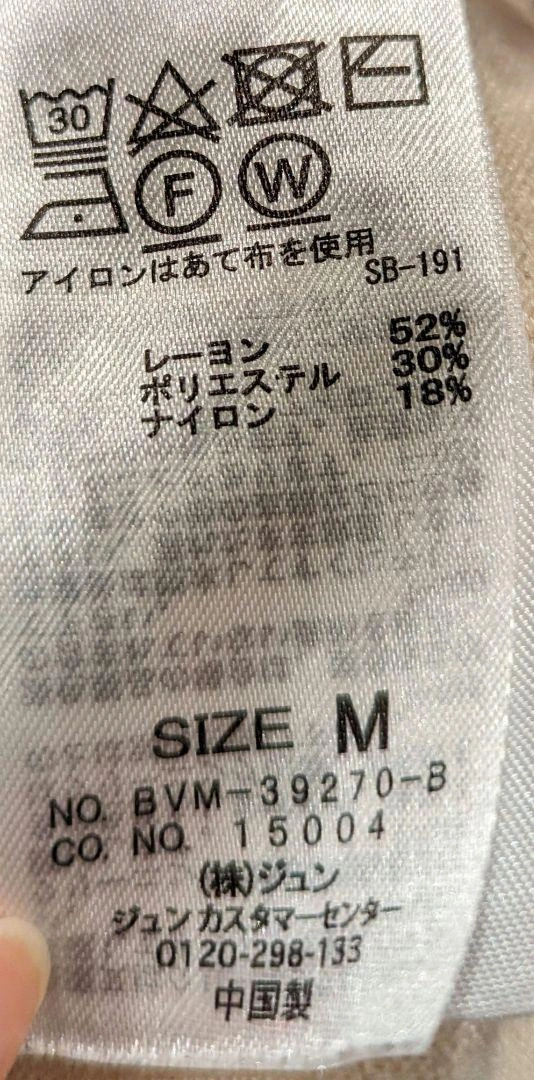 30
F W
アイロンはあて布を使用
SB-191
レーヨン 52%
ポリエステル 30%
ナイロン 18%
SIZE M
NO. BVM-39270-B
CO. NO. 15004
(株)ジュン
ジュンカスタマーセンター
0120-298-133
中国製